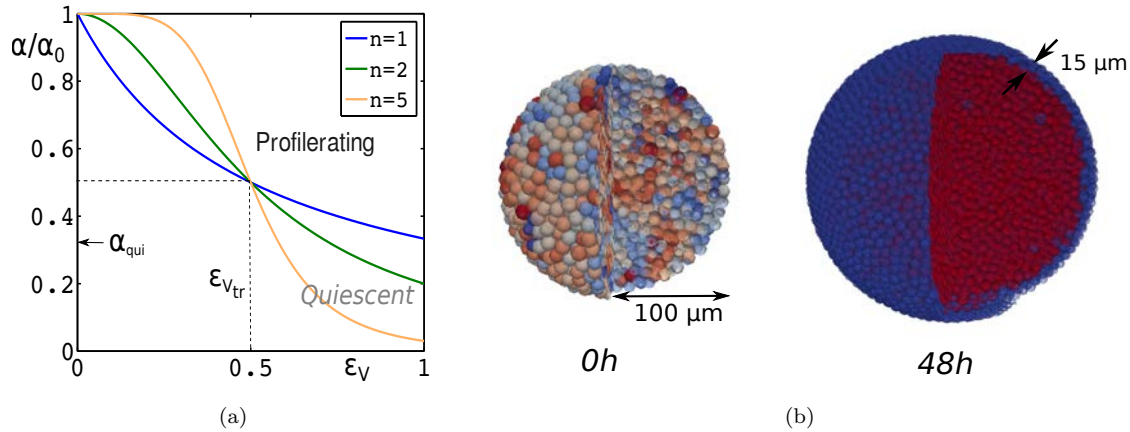 1
α/α₀
0.8
0.6
0.4
0.2
0
n=1
n=2
n=5
Profilerating
α_qui
ε_V_tr
Quiescent
0
0.5
ε_V
1
(a)
15 μm
100 μm
0h
48h
(b)